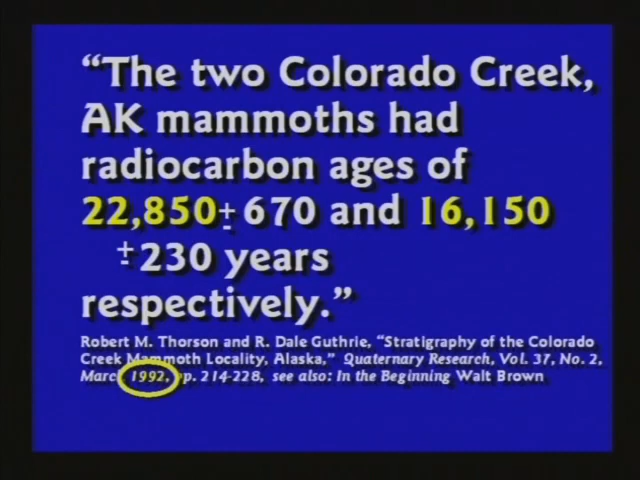 “The two Colorado Creek,
AK mammoths had
radiocarbon ages of
22,850± 670 and 16,150
±230 years
respectively.”
Robert M. Thorson and R. Dale Guthrie, “Stratigraphy of the Colorado
Creek Mammoth Locality, Alaska,” Quaternary Research, Vol. 37, No. 2,
March 1992, pp. 214-228, see also: In the Beginning Walt Brown